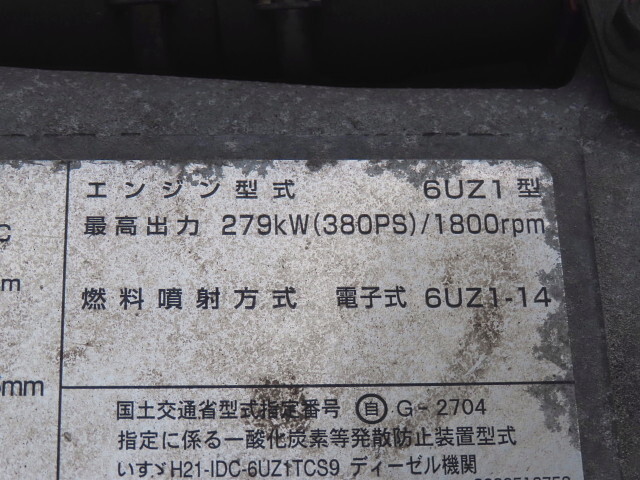 エンジン型式 6UZ1型
最高出力 279kW(380PS)/1800rpm
燃料噴射方式 電子式 6UZ1-14
国土交通省型式指定番号 自 G-2704
指定に係る一酸化炭素等発散防止装置型式
いすゞH21-IDC-6UZ1TCS9 ディーゼル機関
C
m
mm